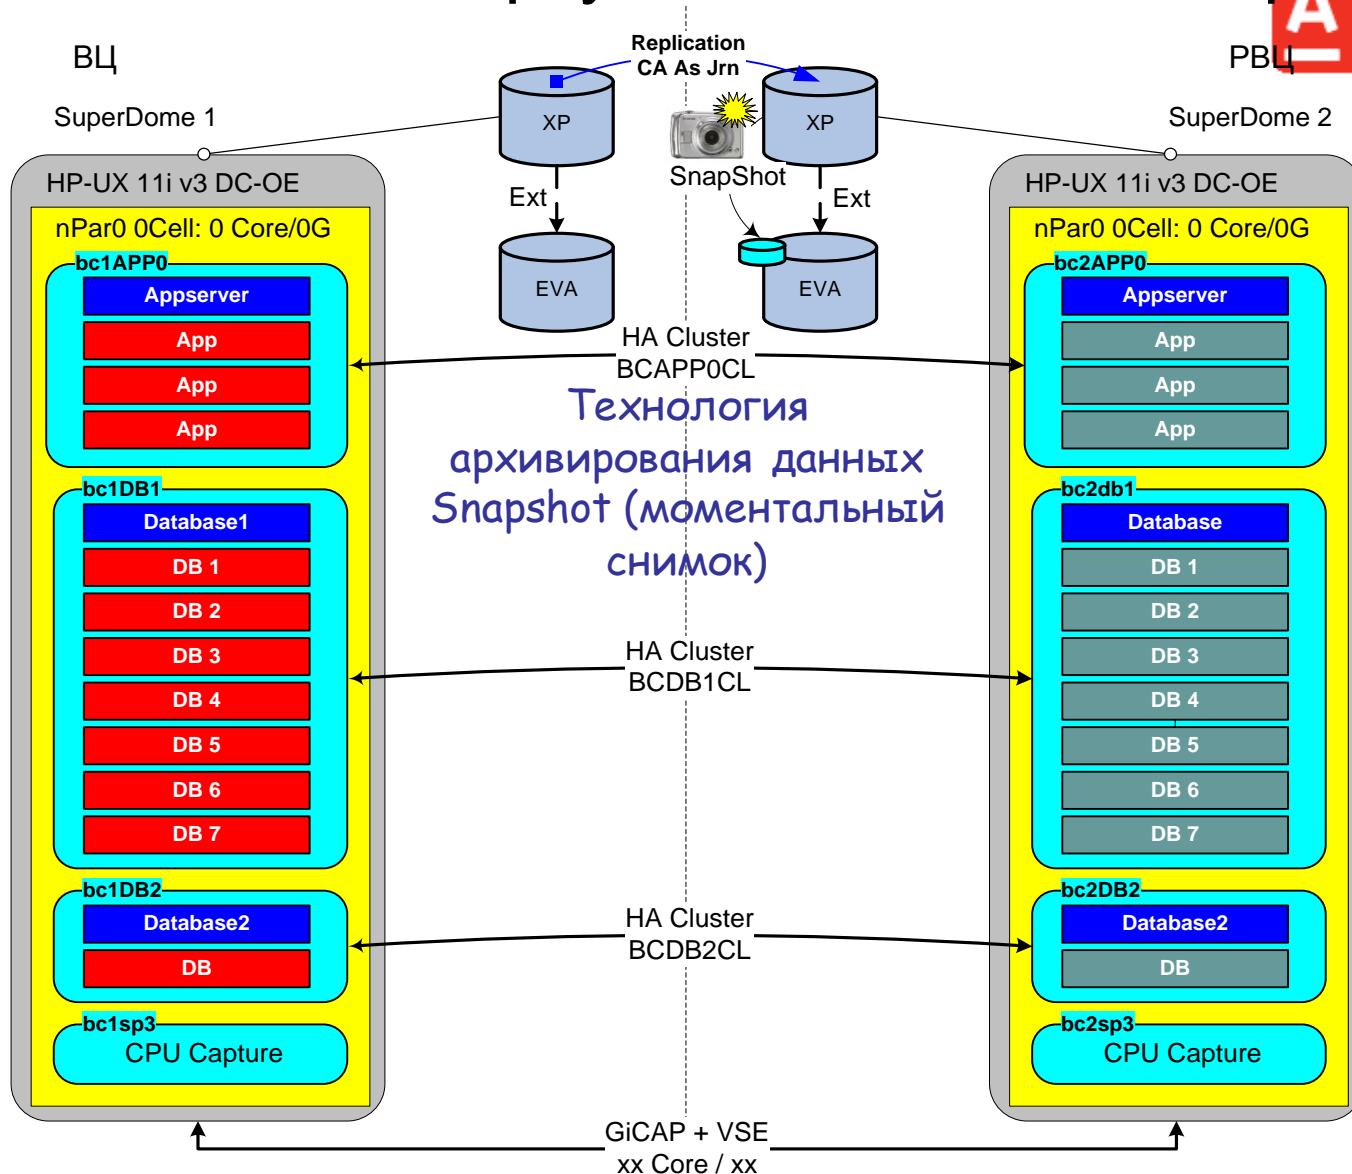 ВЦ
Replication
CA As Jrn
РВЦ
А
SuperDome 1
XP
XP
SuperDome 2
SnapShot
Ext
Ext
EVA
EVA
HP-UX 11i v3 DC-OE
nPar0 0Cell: 0 Core/0G
bc1APP0
Appserver
App
App
App
bc1DB1
Database1
DB 1
DB 2
DB 3
DB 4
DB 5
DB 6
DB 7
bc1DB2
Database2
DB
bc1sp3
CPU Capture
HA Cluster
BCAPP0CL
Технология
архивирования данных
Snapshot (моментальный
снимок)
HA Cluster
BCDB1CL
HA Cluster
BCDB2CL
HP-UX 11i v3 DC-OE
nPar0 0Cell: 0 Core/0G
bc2APP0
Appserver
App
App
App
bc2db1
Database
DB 1
DB 2
DB 3
DB 4
DB 5
DB 6
DB 7
bc2DB2
Database2
DB
bc2sp3
CPU Capture
GiCAP + VSE
xx Core / xx